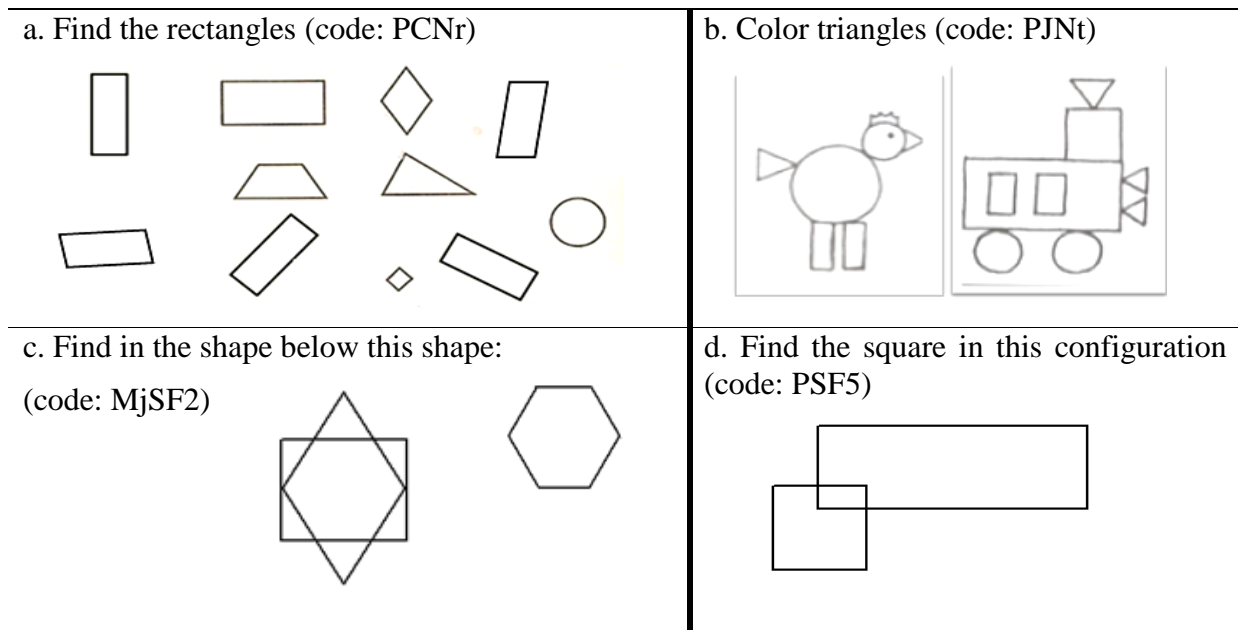 a. Find the rectangles (code: PCNr)
b. Color triangles (code: PJNt)
c. Find in the shape below this shape:
(code: MjSF2)
d. Find the square in this configuration
(code: PSF5)